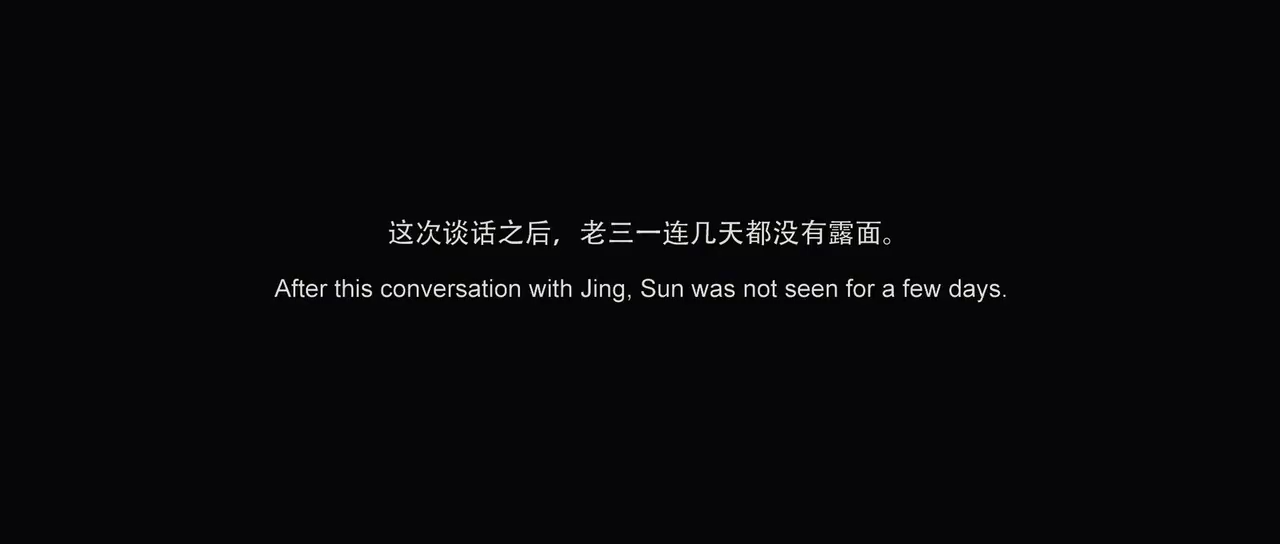 这次谈话之后，老三一连几天都没有露面。
After this conversation with Jing, Sun was not seen for a few days.